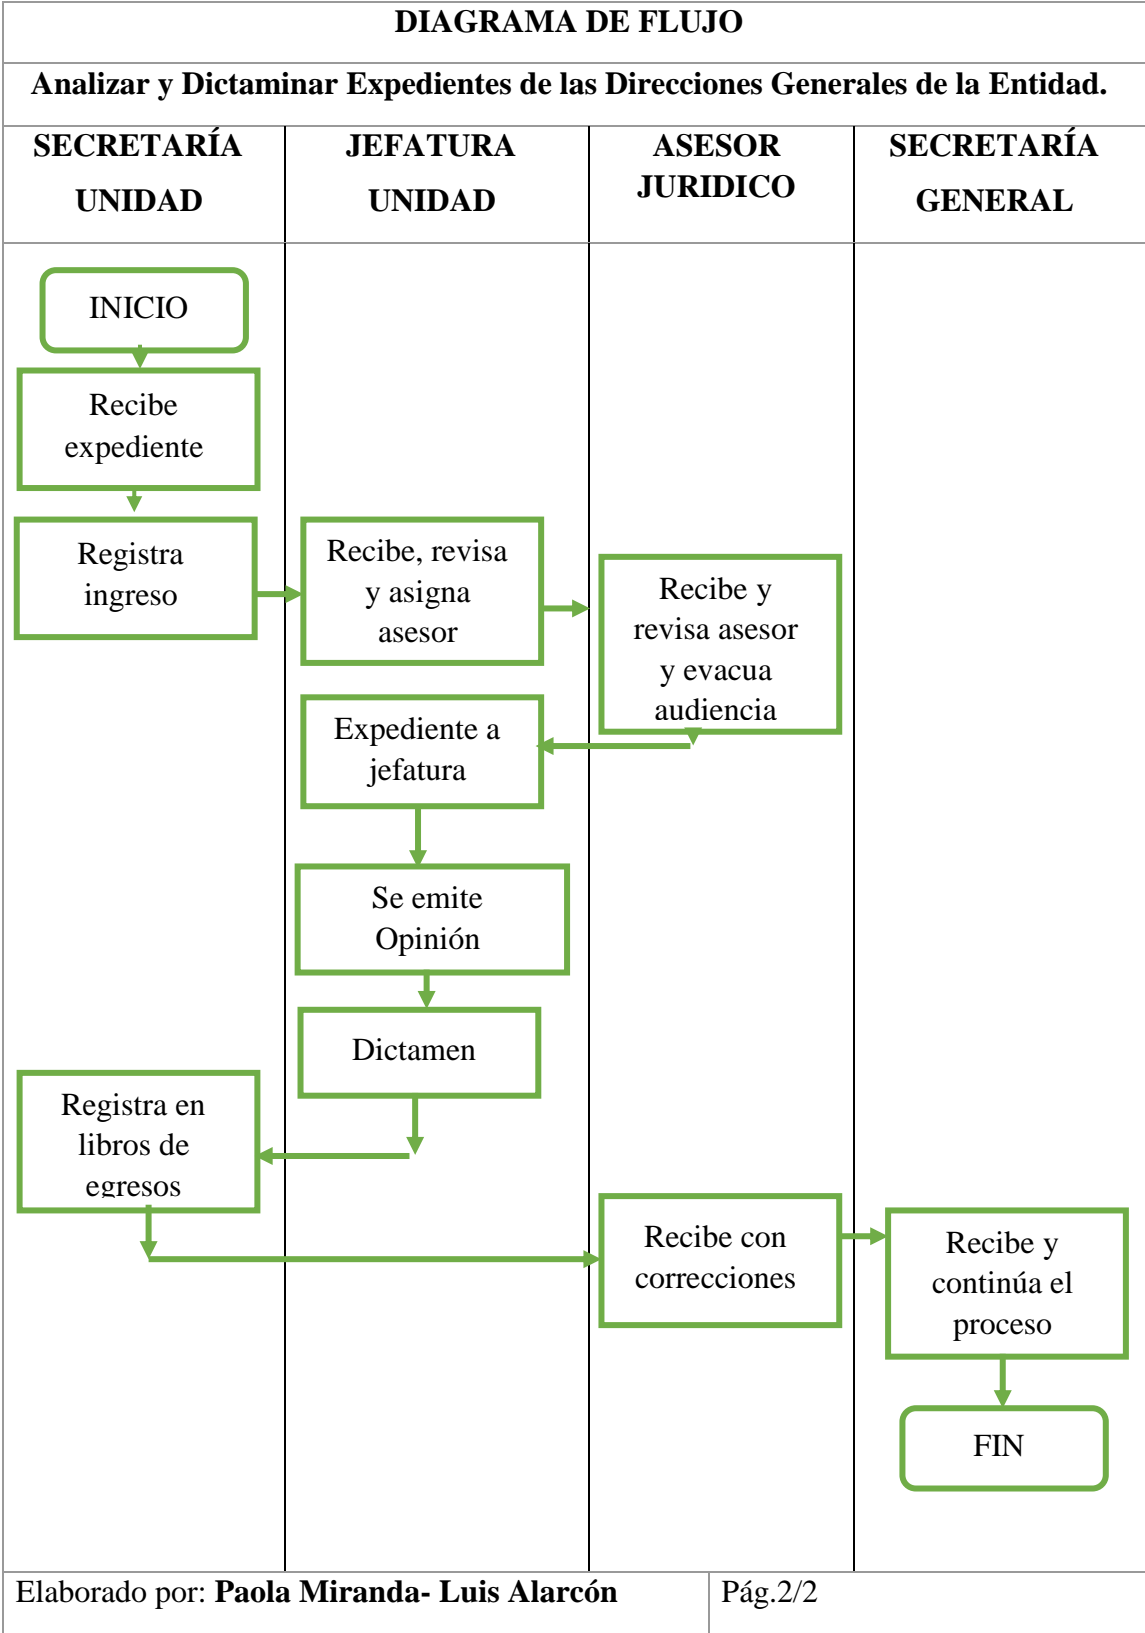 DIAGRAMA DE FLUJO
Analizar y Dictaminar Expedientes de las Direcciones Generales de la Entidad.
SECRETARÍA
UNIDAD
JEFATURA
UNIDAD
ASESOR
JURIDICO
SECRETARÍA
GENERAL
INICIO
Recibe
expediente
Registra
ingreso
Recibe, revisa
y asigna
asesor
Recibe y
revisa asesor
y evacua
audiencia
Expediente a
jefatura
Se emite
Opinión
Dictamen
Registra en
libros de
egresos
Recibe con
correcciones
Recibe y
continúa el
proceso
FIN
Elaborado por: Paola Miranda- Luis Alarcón
Pág.2/2